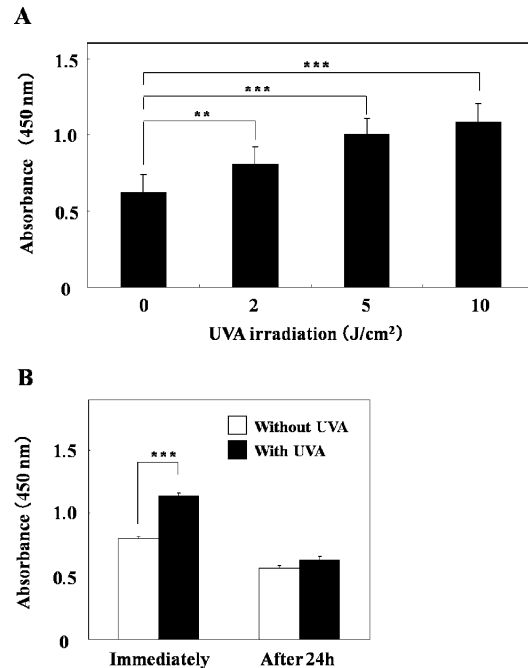 A
Absorbance (450 nm)
1.5
1.0
0.5
0
***
***
**
0 2 5 10
UVA irradiation (J/cm²)
B
Absorbance (450 nm)
1.5
1.0
0.5
0
Without UVA
With UVA
***
Immediately After 24h